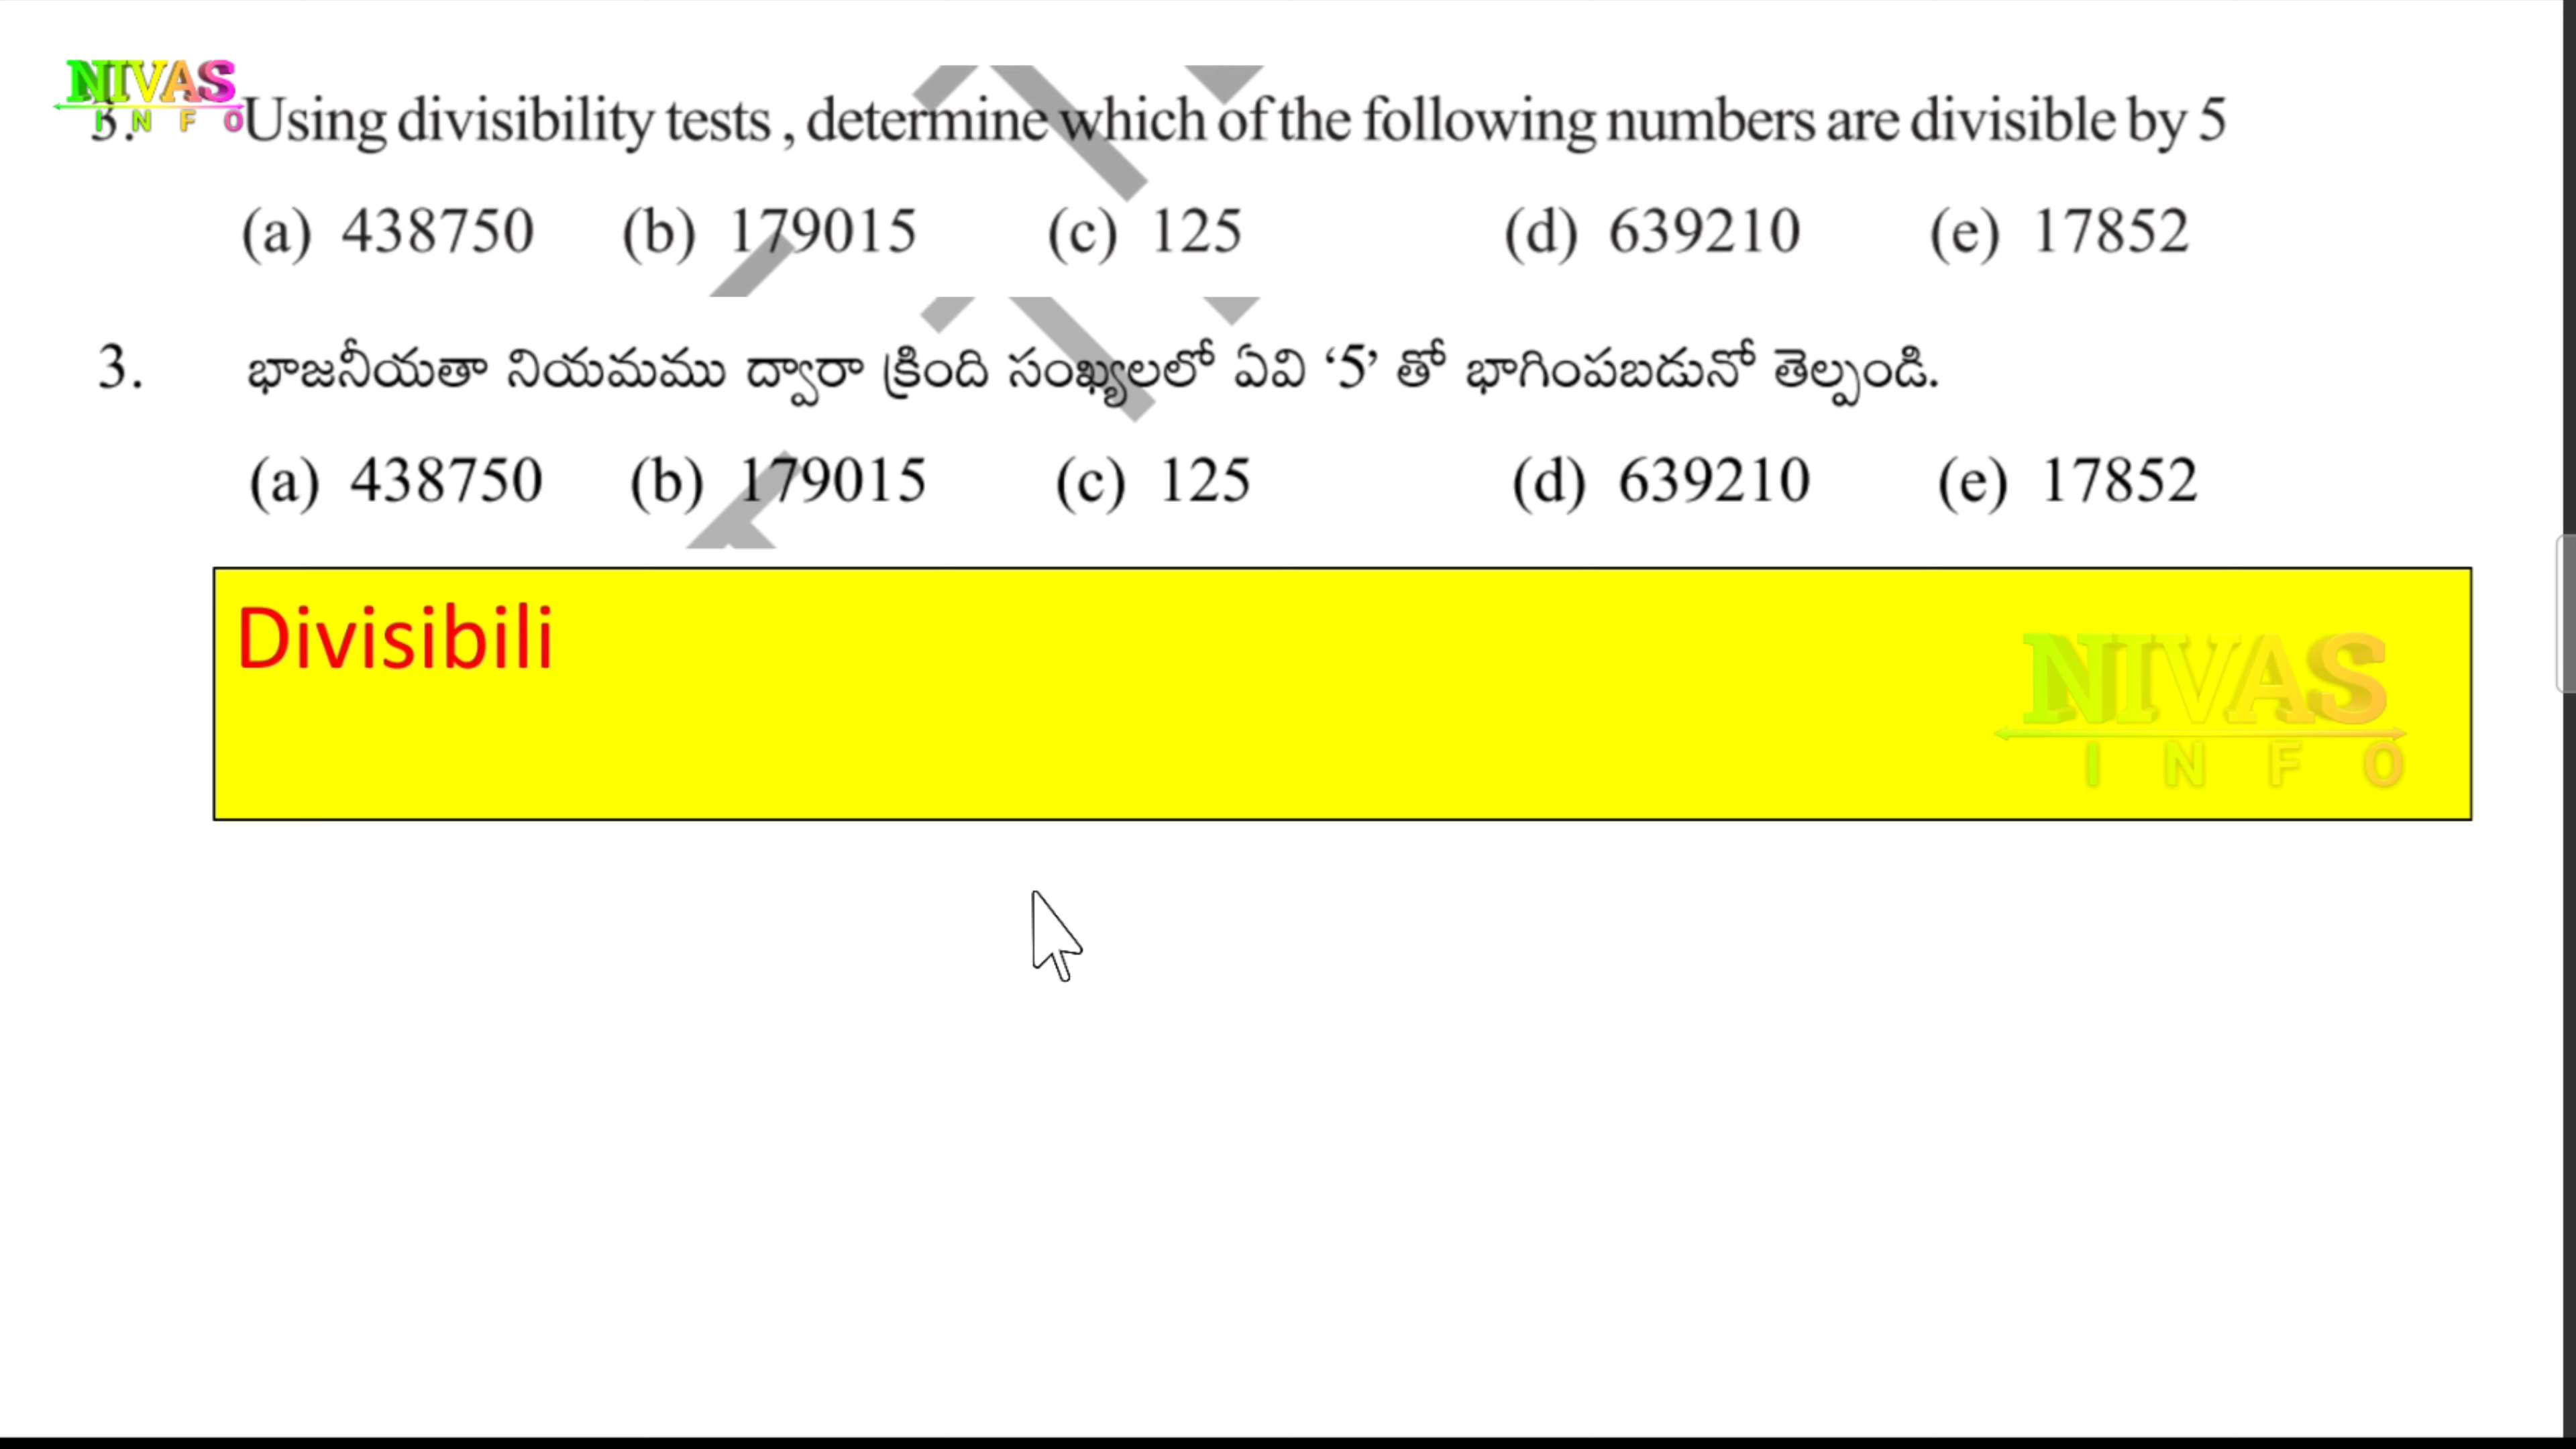 NIVAS
INFO
3. Using divisibility tests , determine which of the following numbers are divisible by 5
(a) 438750 (b) 179015 (c) 125 (d) 639210 (e) 17852
3. భాజనీయతా నియమము ద్వారా క్రింది సంఖ్యలలో ఏవి ‘5’ తో భాగింపబడునో తెల్పండి.
(a) 438750 (b) 179015 (c) 125 (d) 639210 (e) 17852
Divisibili
NIVAS
INFO